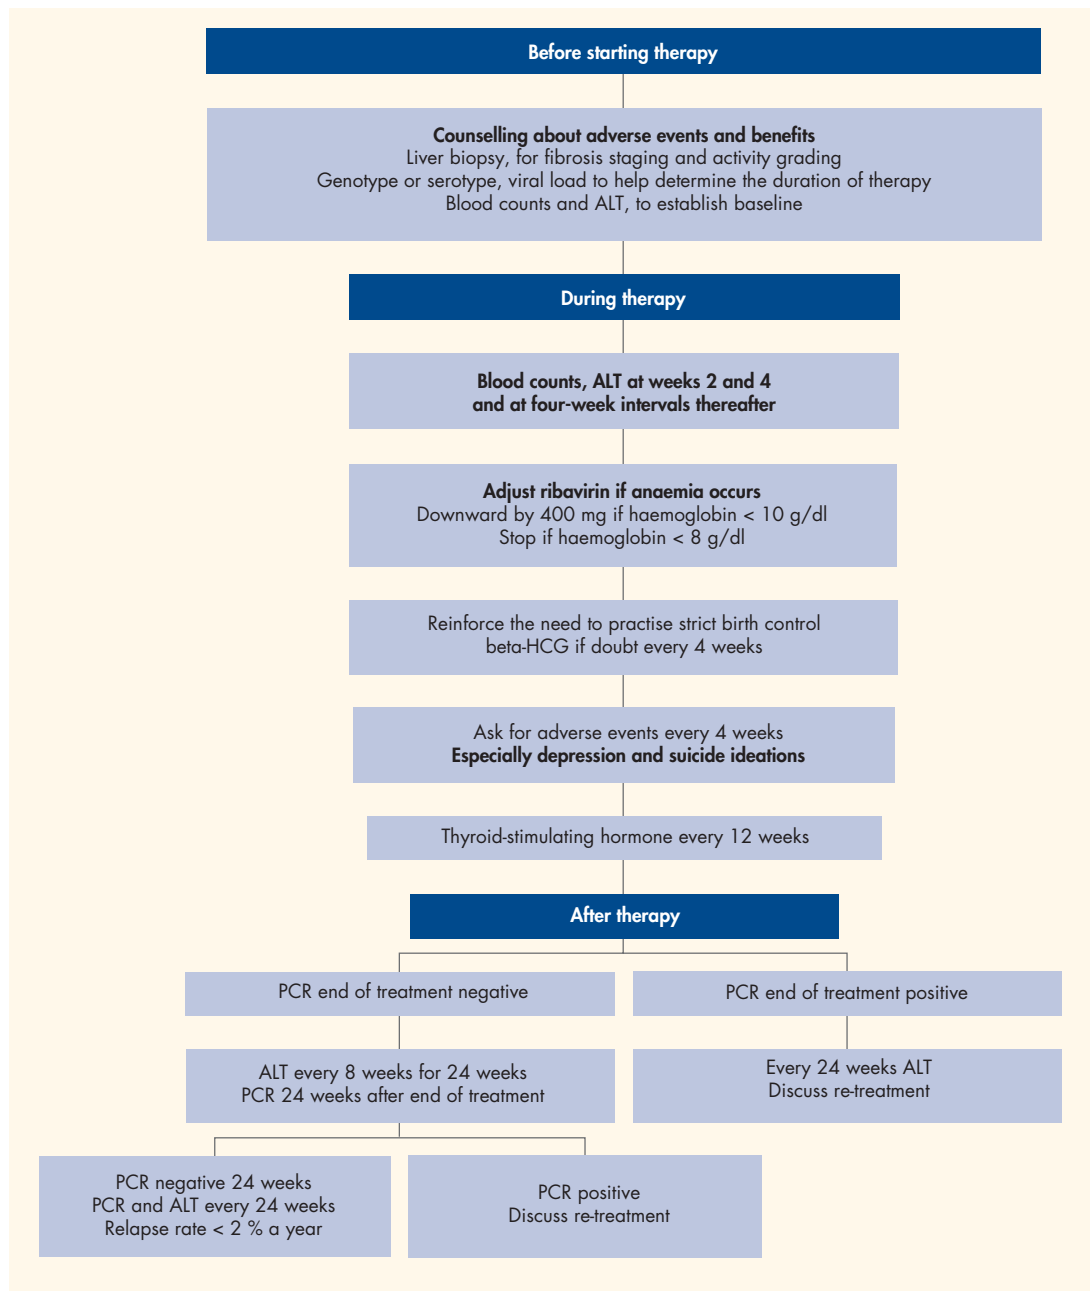 Before starting therapy
Counselling about adverse events and benefits
Liver biopsy, for fibrosis staging and activity grading
Genotype or serotype, viral load to help determine the duration of therapy
Blood counts and ALT, to establish baseline
During therapy
Blood counts, ALT at weeks 2 and 4
and at four-week intervals thereafter
Adjust ribavirin if anaemia occurs
Downward by 400 mg if haemoglobin < 10 g/dl
Stop if haemoglobin < 8 g/dl
Reinforce the need to practise strict birth control
beta-HCG if doubt every 4 weeks
Ask for adverse events every 4 weeks
Especially depression and suicide ideations
Thyroid-stimulating hormone every 12 weeks
After therapy
PCR end of treatment negative
PCR end of treatment positive
ALT every 8 weeks for 24 weeks
PCR 24 weeks after end of treatment
Every 24 weeks ALT
Discuss re-treatment
PCR negative 24 weeks
PCR and ALT every 24 weeks
Relapse rate < 2 % a year
PCR positive
Discuss re-treatment